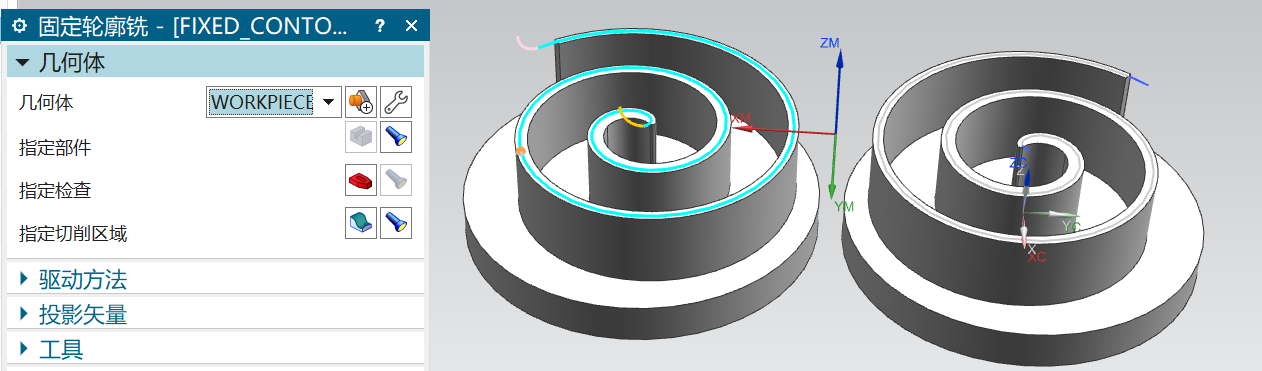 固定轮廓铣 - [FIXED_CONTO... ? ×
几何体
几何体 WORKPIECE
指定部件
指定检查
指定切削区域
驱动方法
投影矢量
工具
ZM
XM
YM
ZC
Z
YC
X
XC